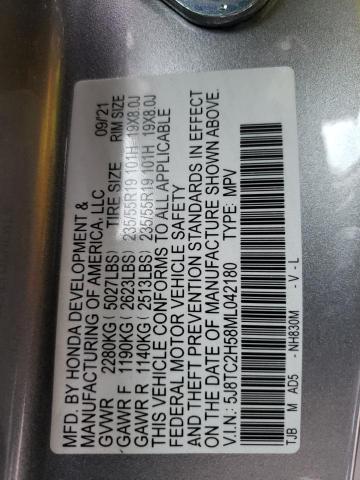 MFD. BY HONDA DEVELOPMENT & 09/21
MANUFACTURING OF AMERICA, LLC
TIRE SIZE RIM SIZE
GVWR 2280KG (5027LBS)
GAWR F 1190KG (2623LBS) 235/55R19 101H 19X8.0J
GAWR R 1140KG (2513LBS) 235/55R19 101H 19X8.0J
THIS VEHICLE CONFORMS TO ALL APPLICABLE
FEDERAL MOTOR VEHICLE SAFETY
AND THEFT PREVENTION STANDARDS IN EFFECT
ON THE DATE OF MANUFACTURE SHOWN ABOVE.
V.I.N.: 5J8TC2H58ML042180 TYPE: MPV
TJB M AD5 - NH830M - V - L